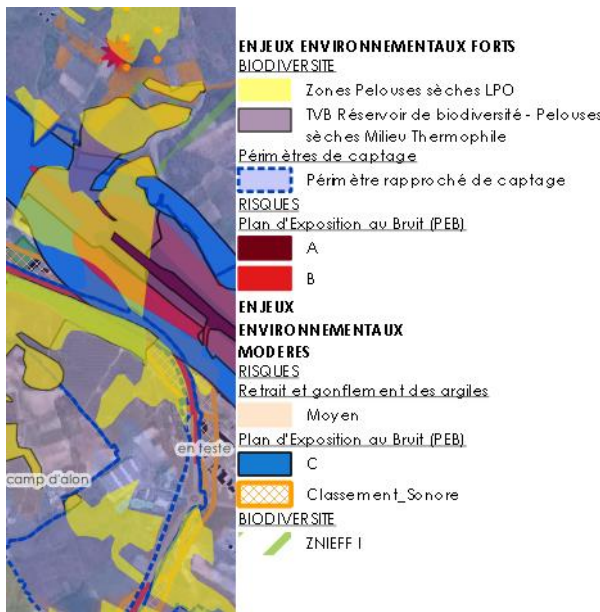 ENJEUX ENVIRONNEMENTAUX FORTS
BIODIVERSITE
Zones Pelouses sèches LPO
TVB Réservoir de biodiversité - Pelouses
sèches Milieu Thermophile
Périmètres de captage
Périmètre rapproché de captage
RISQUES
Plan d'Exposition au Bruit (PEB)
A
B
ENJEUX
ENVIRONNEMENTAUX
MODERES
RISQUES
Retrait et gonflement des argiles
Moyen
Plan d'Exposition au Bruit (PEB)
C
Classement_Sonore
BIODIVERSITE
ZNIEFF I
en teste
camp d'alon